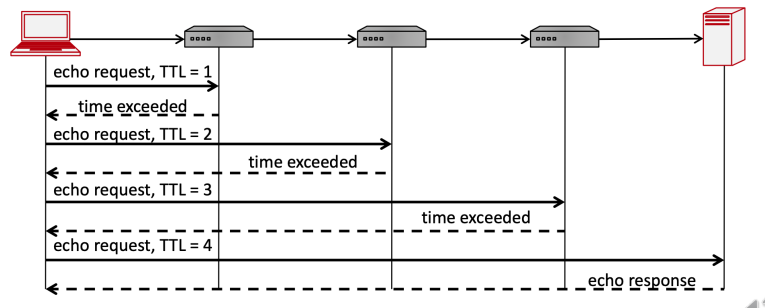 echo request, TTL = 1
time exceeded
echo request, TTL = 2
time exceeded
echo request, TTL = 3
time exceeded
echo request, TTL = 4
echo response